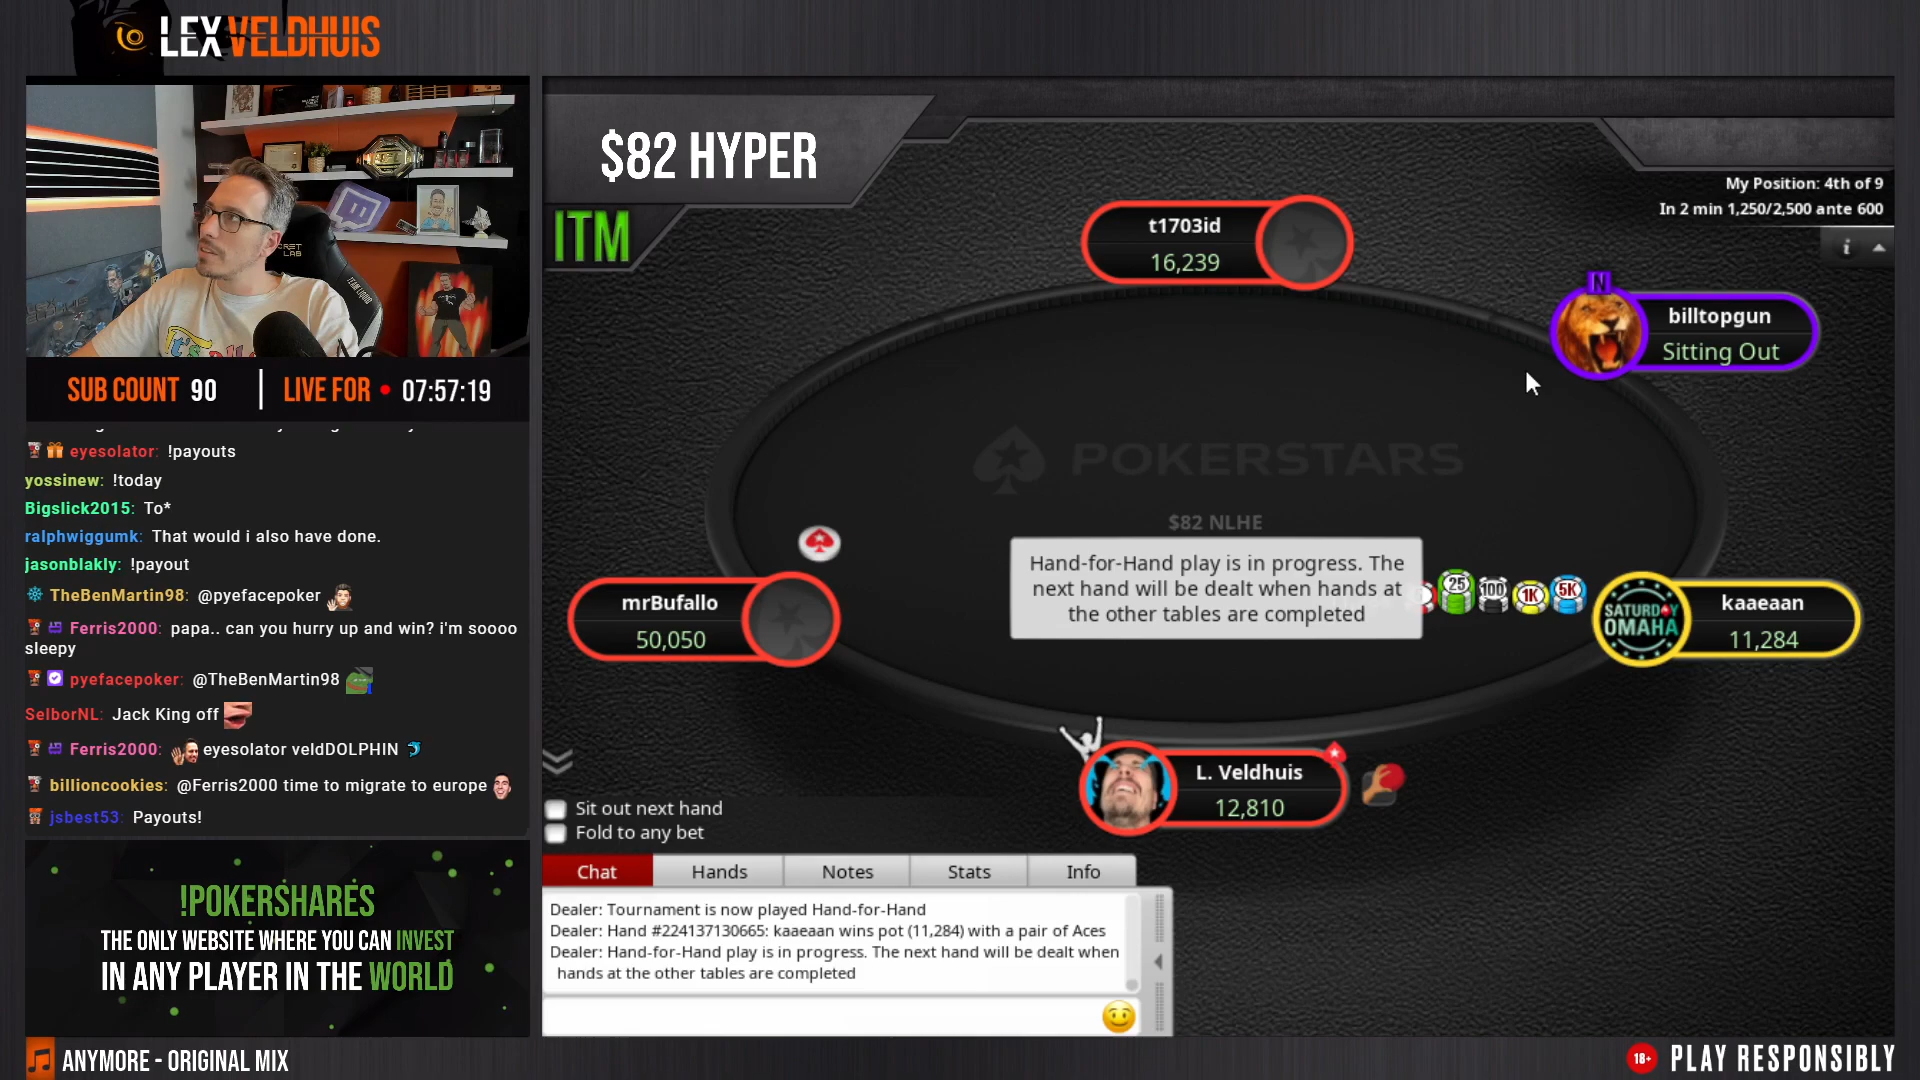 LEX VELDHUIS
SUB COUNT 90
LIVE FOR • 07:57:19
eyesolator: !payouts
yossinew: !today
Bigslick2015: To*
ralphwiggumk: That would i also have done.
jasonblakly: !payout
TheBenMartin98: @pyefacepoker
Ferris2000: papa.. can you hurry up and win? i'm soooo
sleepy
pyefacepoker: @TheBenMartin98
SelborNL: Jack King off
Ferris2000: eyesolator veldDOLPHIN
billioncookies: @Ferris2000 time to migrate to europe
jsbest53: Payouts!
!POKERSHARES
THE ONLY WEBSITE WHERE YOU CAN INVEST
IN ANY PLAYER IN THE WORLD
ANYMORE - ORIGINAL MIX
$82 HYPER
ITM
My Position: 4th of 9
In 2 min 1,250/2,500 ante 600
i
t1703id
16,239
N
billtopgun
Sitting Out
POKERSTARS
$82 NLHE
Hand-for-Hand play is in progress. The
next hand will be dealt when hands at
the other tables are completed
25
100
1K
5K
SATURDAY
OMAHA
kaaeaan
11,284
mrBufallo
50,050
L. Veldhuis
12,810
Sit out next hand
Fold to any bet
Chat
Hands
Notes
Stats
Info
Dealer: Tournament is now played Hand-for-Hand
Dealer: Hand #224137130665: kaaeaan wins pot (11,284) with a pair of Aces
Dealer: Hand-for-Hand play is in progress. The next hand will be dealt when
hands at the other tables are completed
18+
PLAY RESPONSIBLY